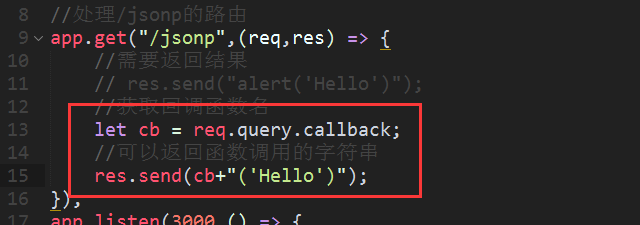 8 //处理/jsonp的路由
9 app.get("/jsonp",(req,res) => {
10 //需要返回结果
11 // res.send("alert('Hello')");
12 //获取回调函数名
13 let cb = req.query.callback;
14 //可以返回函数调用的字符串
15 res.send(cb+"('Hello')");
16 }),
17 app.listen(3000,() => {